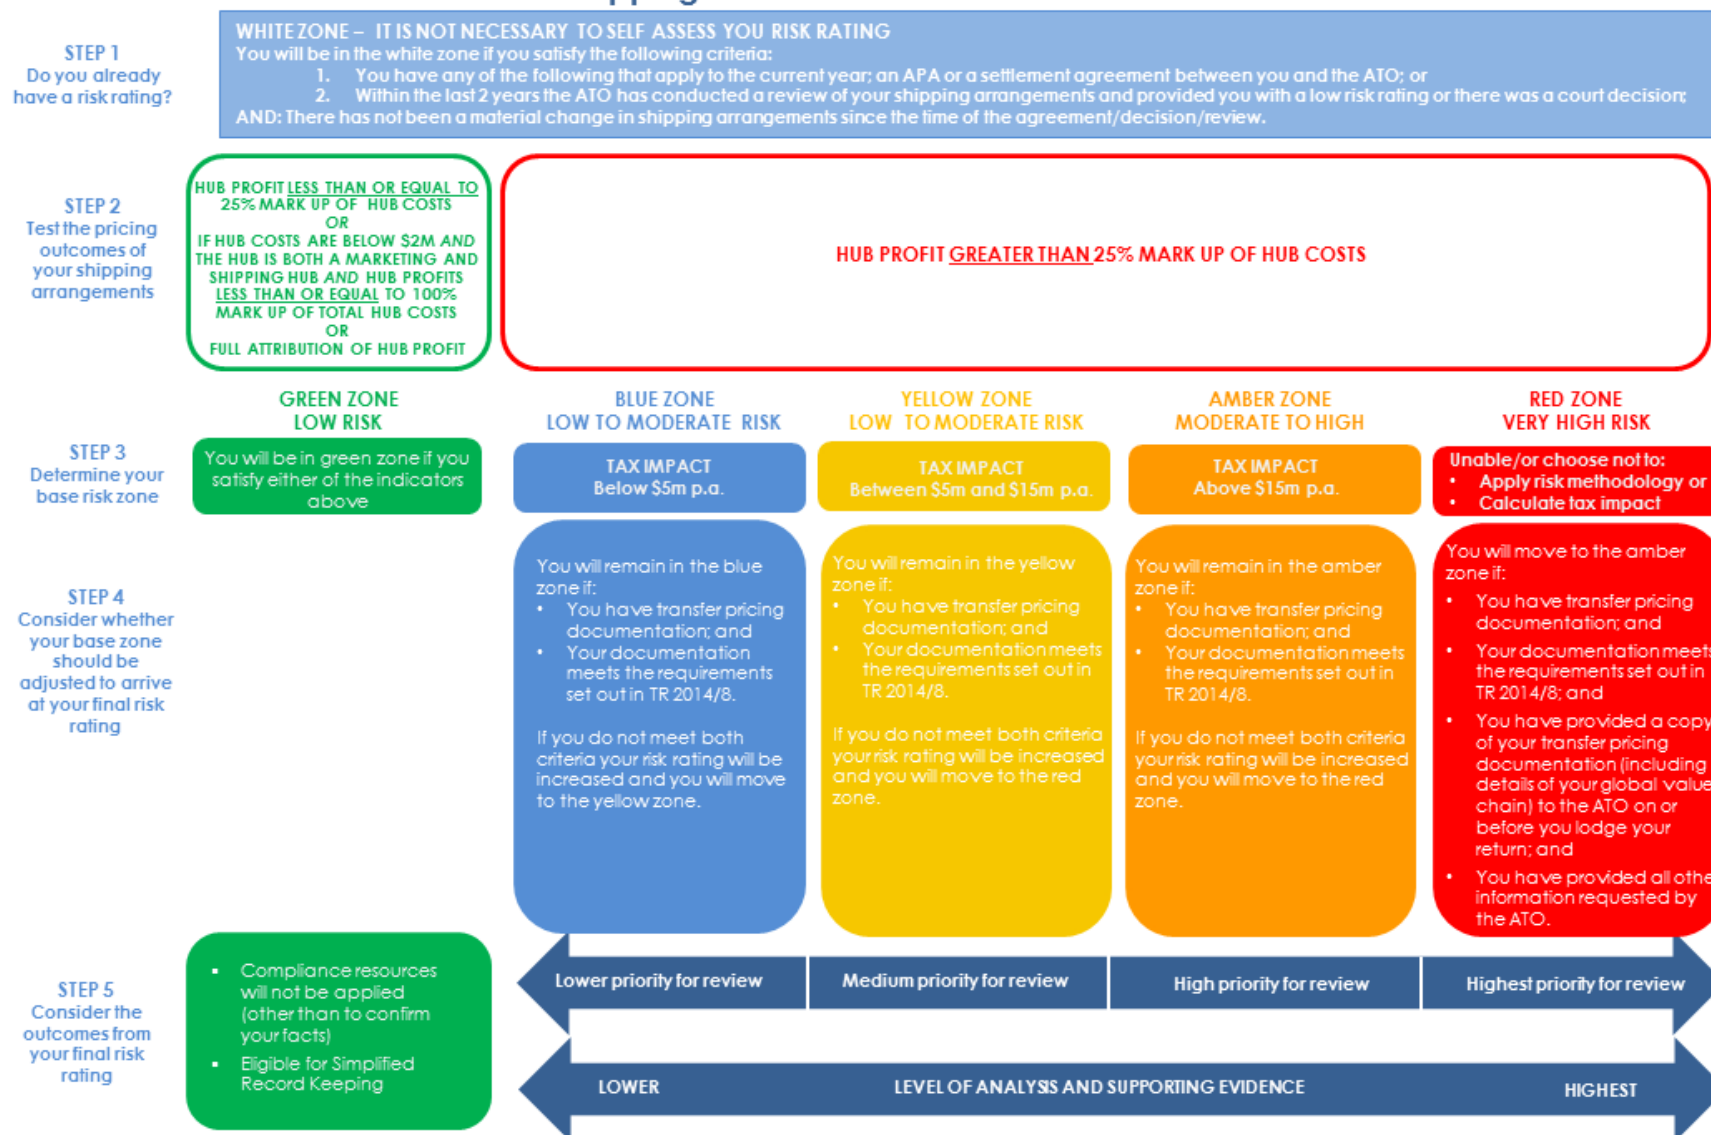 pping
STEP 1
Do you already
have a risk rating?
WHITE ZONE – IT IS NOT NECESSARY TO SELF ASSESS YOU RISK RATING
You will be in the white zone if you satisfy the following criteria:
1. You have any of the following that apply to the current year; an APA or a settlement agreement between you and the ATO; or
2. Within the last 2 years the ATO has conducted a review of your shipping arrangements and provided you with a low risk rating or there was a court decision;
AND: There has not been a material change in shipping arrangements since the time of the agreement/decision/review.
STEP 2
Test the pricing
outcomes of
your shipping
arrangements
HUB PROFIT LESS THAN OR EQUAL TO
25% MARK UP OF HUB COSTS
OR
IF HUB COSTS ARE BELOW $2M AND
THE HUB IS BOTH A MARKETING AND
SHIPPING HUB AND HUB PROFITS
LESS THAN OR EQUAL TO 100%
MARK UP OF TOTAL HUB COSTS
OR
FULL ATTRIBUTION OF HUB PROFIT
HUB PROFIT GREATER THAN 25% MARK UP OF HUB COSTS
GREEN ZONE
LOW RISK
BLUE ZONE
LOW TO MODERATE RISK
YELLOW ZONE
LOW TO MODERATE RISK
AMBER ZONE
MODERATE TO HIGH
RED ZONE
VERY HIGH RISK
STEP 3
Determine your
base risk zone
You will be in green zone if you
satisfy either of the indicators
above
TAX IMPACT
Below $5m p.a.
TAX IMPACT
Between $5m and $15m p.a.
TAX IMPACT
Above $15m p.a.
Unable/or choose not to:
• Apply risk methodology or
• Calculate tax impact
STEP 4
Consider whether
your base zone
should be
adjusted to arrive
at your final risk
rating
You will remain in the blue
zone if:
• You have transfer pricing
documentation; and
• Your documentation
meets the requirements
set out in TR 2014/8.
If you do not meet both
criteria your risk rating will be
increased and you will move
to the yellow zone.
You will remain in the yellow
zone if:
• You have transfer pricing
documentation; and
• Your documentation meets
the requirements set out in
TR 2014/8.
If you do not meet both criteria
your risk rating will be increased
and you will move to the red
zone.
You will remain in the amber
zone if:
• You have transfer pricing
documentation; and
• Your documentation meets
the requirements set out in
TR 2014/8.
If you do not meet both criteria
your risk rating will be increased
and you will move to the red
zone.
You will move to the amber
zone if:
• You have transfer pricing
documentation; and
• Your documentation meets
the requirements set out in
TR 2014/8; and
• You have provided a copy
of your transfer pricing
documentation (including
details of your global value
chain) to the ATO on or
before you lodge your
return; and
• You have provided all othe
information requested by
the ATO.
STEP 5
Consider the
outcomes from
your final risk
rating
▪ Compliance resources
will not be applied
(other than to confirm
your facts)
▪ Eligible for Simplified
Record Keeping
Lower priority for review
Medium priority for review
High priority for review
Highest priority for review
LOWER
LEVEL OF ANALYSIS AND SUPPORTING EVIDENCE
HIGHEST